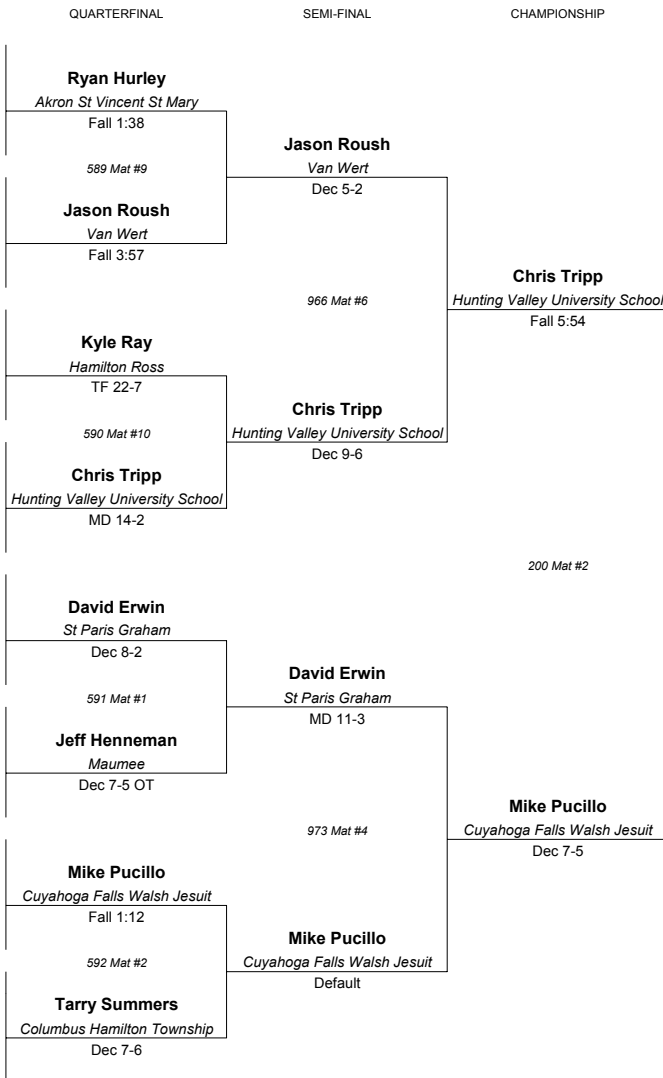 QUARTERFINAL
SEMI-FINAL
CHAMPIONSHIP
Ryan Hurley
Akron St Vincent St Mary
Fall 1:38
589 Mat #9
Jason Roush
Van Wert
Fall 3:57
Jason Roush
Van Wert
Dec 5-2
966 Mat #6
Chris Tripp
Hunting Valley University School
Fall 5:54
Kyle Ray
Hamilton Ross
TF 22-7
590 Mat #10
Chris Tripp
Hunting Valley University School
MD 14-2
Chris Tripp
Hunting Valley University School
Dec 9-6
200 Mat #2
David Erwin
St Paris Graham
Dec 8-2
591 Mat #1
Jeff Henneman
Maumee
Dec 7-5 OT
David Erwin
St Paris Graham
MD 11-3
973 Mat #4
Mike Pucillo
Cuyahoga Falls Walsh Jesuit
Dec 7-5
Mike Pucillo
Cuyahoga Falls Walsh Jesuit
Fall 1:12
592 Mat #2
Tarry Summers
Columbus Hamilton Township
Dec 7-6
Mike Pucillo
Cuyahoga Falls Walsh Jesuit
Default